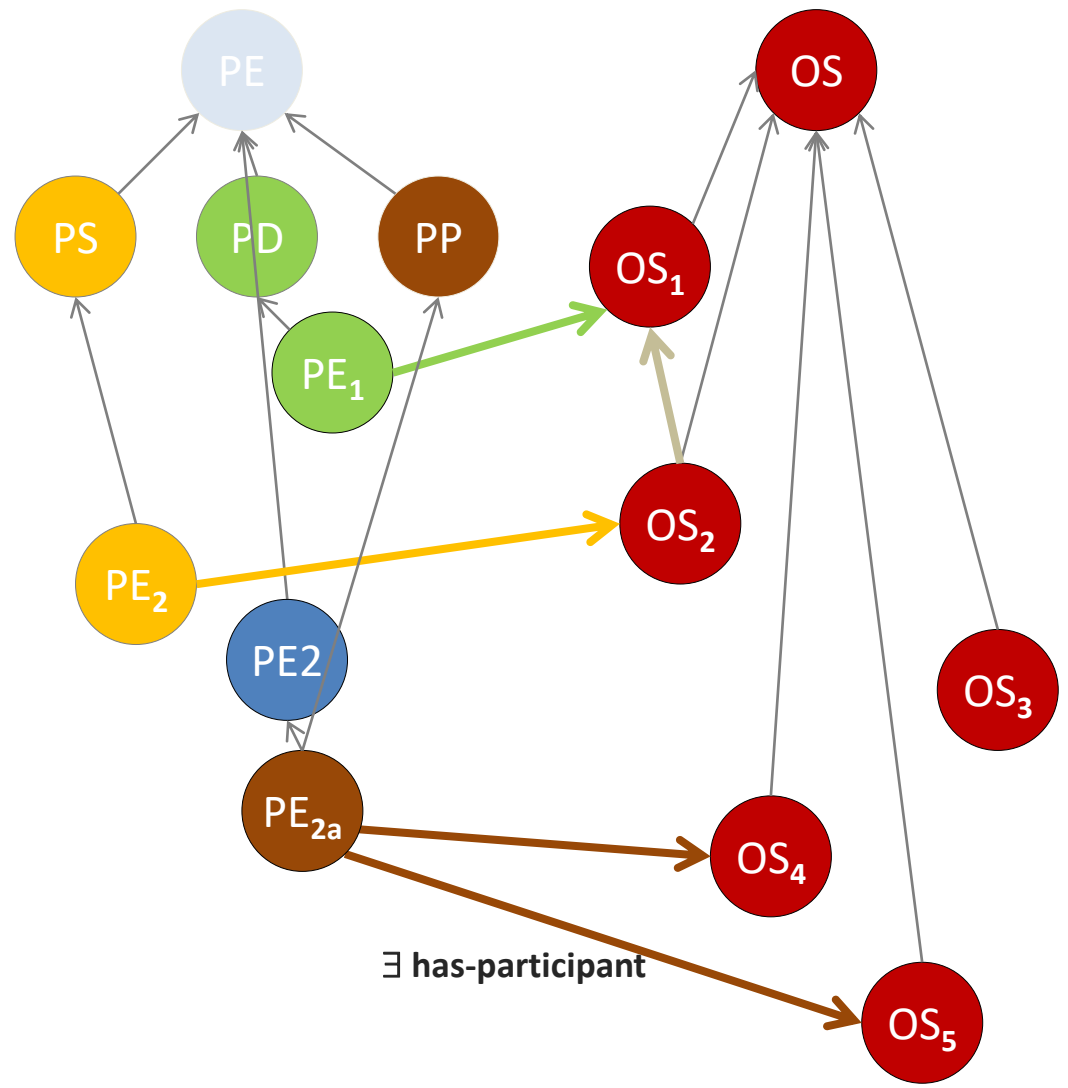 PE
OS
PS
PD
PP
OS₁
PE₁
OS₂
PE₂
PE2
OS₃
PE₂ₐ
OS₄
∃ has-participant
OS₅